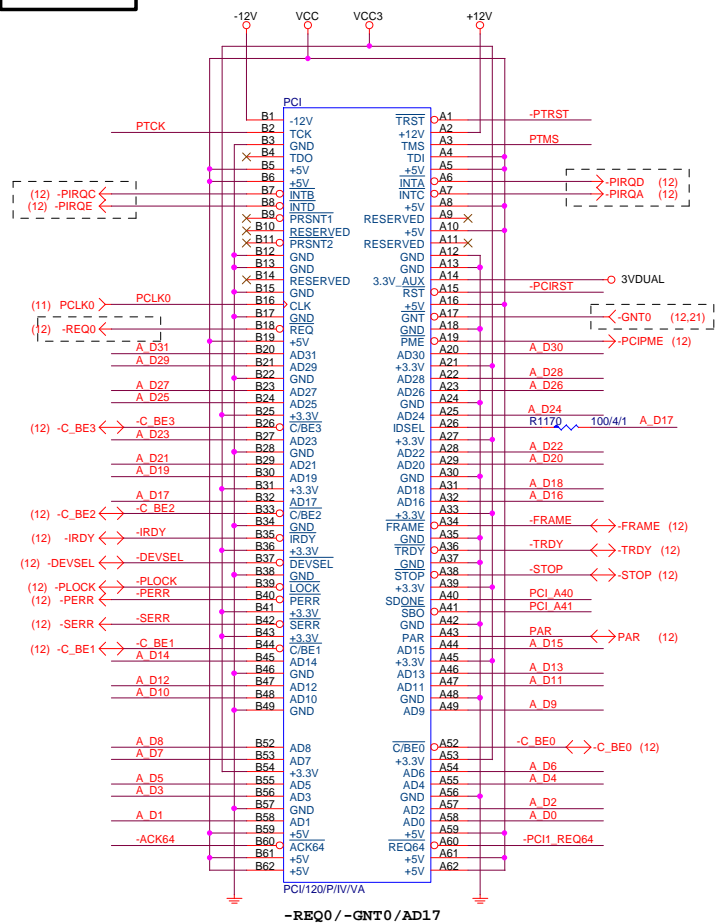 -12V VCC VCC3 +12V
PCI
B1 -12V TRST A1 -PTRST
PTCK B2 TCK +12V A2
B3 GND TMS A3 PTMS
B4 TDO TDI A4
B5 +5V +5V A5
B6 +5V INTA A6 -PIRQD (12)
(12) -PIRQC B7 INTB INTC A7 -PIRQA (12)
(12) -PIRQE B8 INTD +5V A8
B9 PRSNT1 RESERVED A9
B10 RESERVED +5V A10
B11 PRSNT2 RESERVED A11
B12 GND GND A12
B13 GND GND A13
B14 RESERVED 3.3V_AUX A14 3VDUAL
B15 GND RST A15 -PCIRST
(11) PCLK0 PCLK0 B16 CLK +5V A16
B17 GND GNT A17 -GNT0 (12,21)
(12) -REQ0 B18 REQ GND A18
B19 +5V PME A19 -PCIPME (12)
A_D31 B20 AD31 AD30 A20 A_D30
A_D29 B21 AD29 +3.3V A21
B22 GND AD28 A22 A_D28
A_D27 B23 AD27 AD26 A23 A_D26
A_D25 B24 AD25 GND A24
B25 +3.3V AD24 A25 A_D24
(12) -C_BE3 -C_BE3 B26 C/BE3 IDSEL A26 R1170 100/4/1 A_D17
A_D23 B27 AD23 +3.3V A27
B28 GND AD22 A28 A_D22
A_D21 B29 AD21 AD20 A29 A_D20
A_D19 B30 AD19 GND A30
B31 +3.3V AD18 A31 A_D18
A_D17 B32 AD17 AD16 A32 A_D16
(12) -C_BE2 -C_BE2 B33 C/BE2 +3.3V A33
B34 GND FRAME A34 -FRAME -FRAME (12)
(12) -IRDY -IRDY B35 IRDY GND A35
B36 +3.3V TRDY A36 -TRDY -TRDY (12)
(12) -DEVSEL -DEVSEL B37 DEVSEL GND A37
B38 GND STOP A38 -STOP -STOP (12)
(12) -PLOCK -PLOCK B39 LOCK +3.3V A39
(12) -PERR -PERR B40 PERR SDONE A40 PCI_A40
B41 +3.3V SBO A41 PCI_A41
(12) -SERR -SERR B42 SERR GND A42
B43 +3.3V PAR A43 PAR PAR (12)
(12) -C_BE1 -C_BE1 B44 C/BE1 AD15 A44 A_D15
A_D14 B45 AD14 +3.3V A45
B46 GND AD13 A46 A_D13
A_D12 B47 AD12 AD11 A47 A_D11
A_D10 B48 AD10 GND A48
B49 GND AD9 A49 A_D9
A_D8 B52 AD8 C/BE0 A52 -C_BE0 -C_BE0 (12)
A_D7 B53 AD7 +3.3V A53
B54 +3.3V AD6 A54 A_D6
A_D5 B55 AD5 AD4 A55 A_D4
A_D3 B56 AD3 GND A56
B57 GND AD2 A57 A_D2
A_D1 B58 AD1 AD0 A58 A_D0
B59 +5V +5V A59
-ACK64 B60 ACK64 REQ64 A60 -PCI1_REQ64
B61 +5V +5V A61
B62 +5V +5V A62
PCI/120/P/IV/VA
-REQ0/-GNT0/AD17